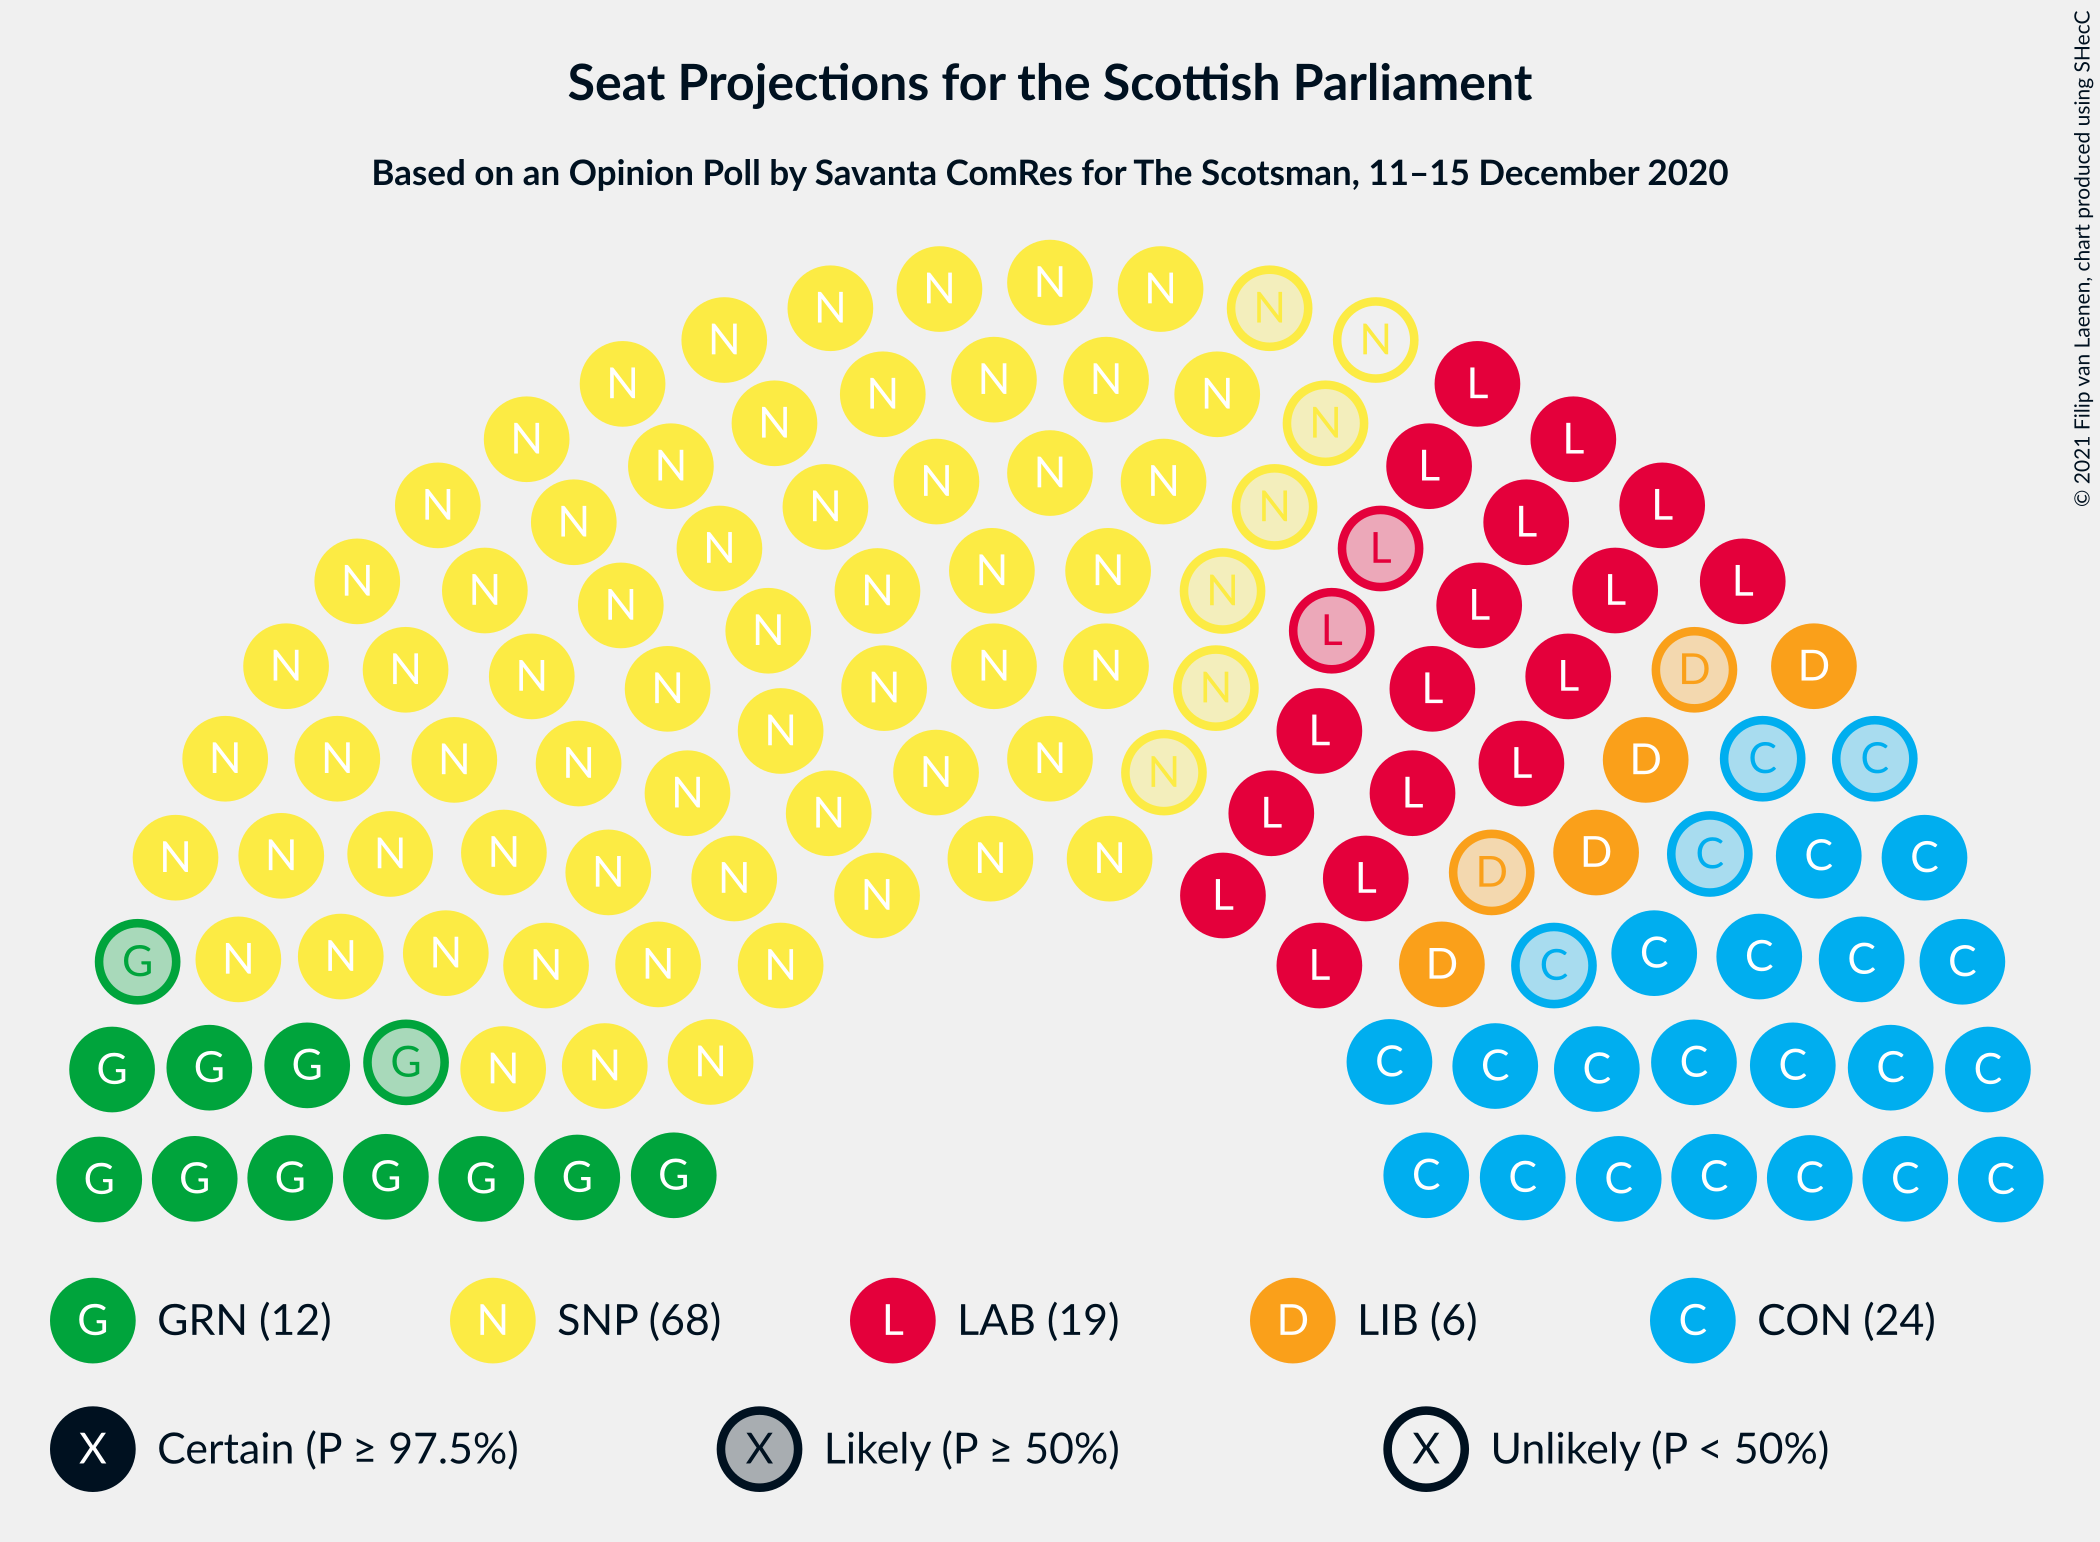 Seat Projections for the Scottish Parliament
Based on an Opinion Poll by Savanta ComRes for The Scotsman, 11–15 December 2020
© 2021 Filip van Laenen, chart produced using SHecC
N N N N N
N N
N N N N N N L
N N N N L
N N N N N L
N N N N L L
N N N N N N L
N N N N L L L
N N N N N L D D
N N N N N L L
N N N N N N N L D C C
N N N L L
N N N N N N N N N L L D D C C C
N N N N N N L D C C C C C
G
G G G G N N N C C C C C C C
G G G G G G G C C C C C C C
G GRN (12) N SNP (68) L LAB (19) D LIB (6) C CON (24)
X Certain (P ≥ 97.5%) X Likely (P ≥ 50%) X Unlikely (P < 50%)